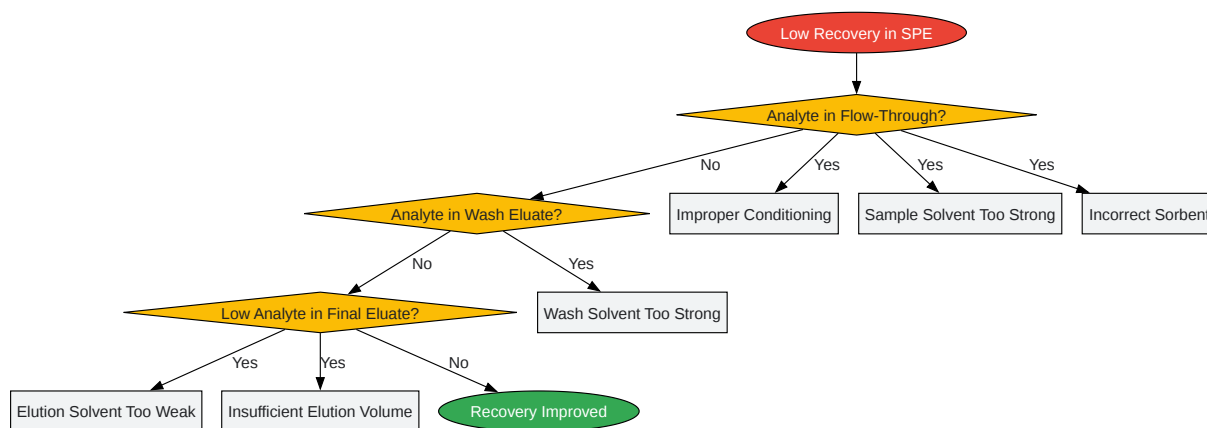 Low Recovery in SPE
Analyte in Flow-Through?
No
Yes
Yes
Yes
Analyte in Wash Eluate?
Improper Conditioning
Sample Solvent Too Strong
Incorrect Sorbent
No
Yes
Low Analyte in Final Eluate?
Wash Solvent Too Strong
Yes
Yes
No
Elution Solvent Too Weak
Insufficient Elution Volume
Recovery Improved